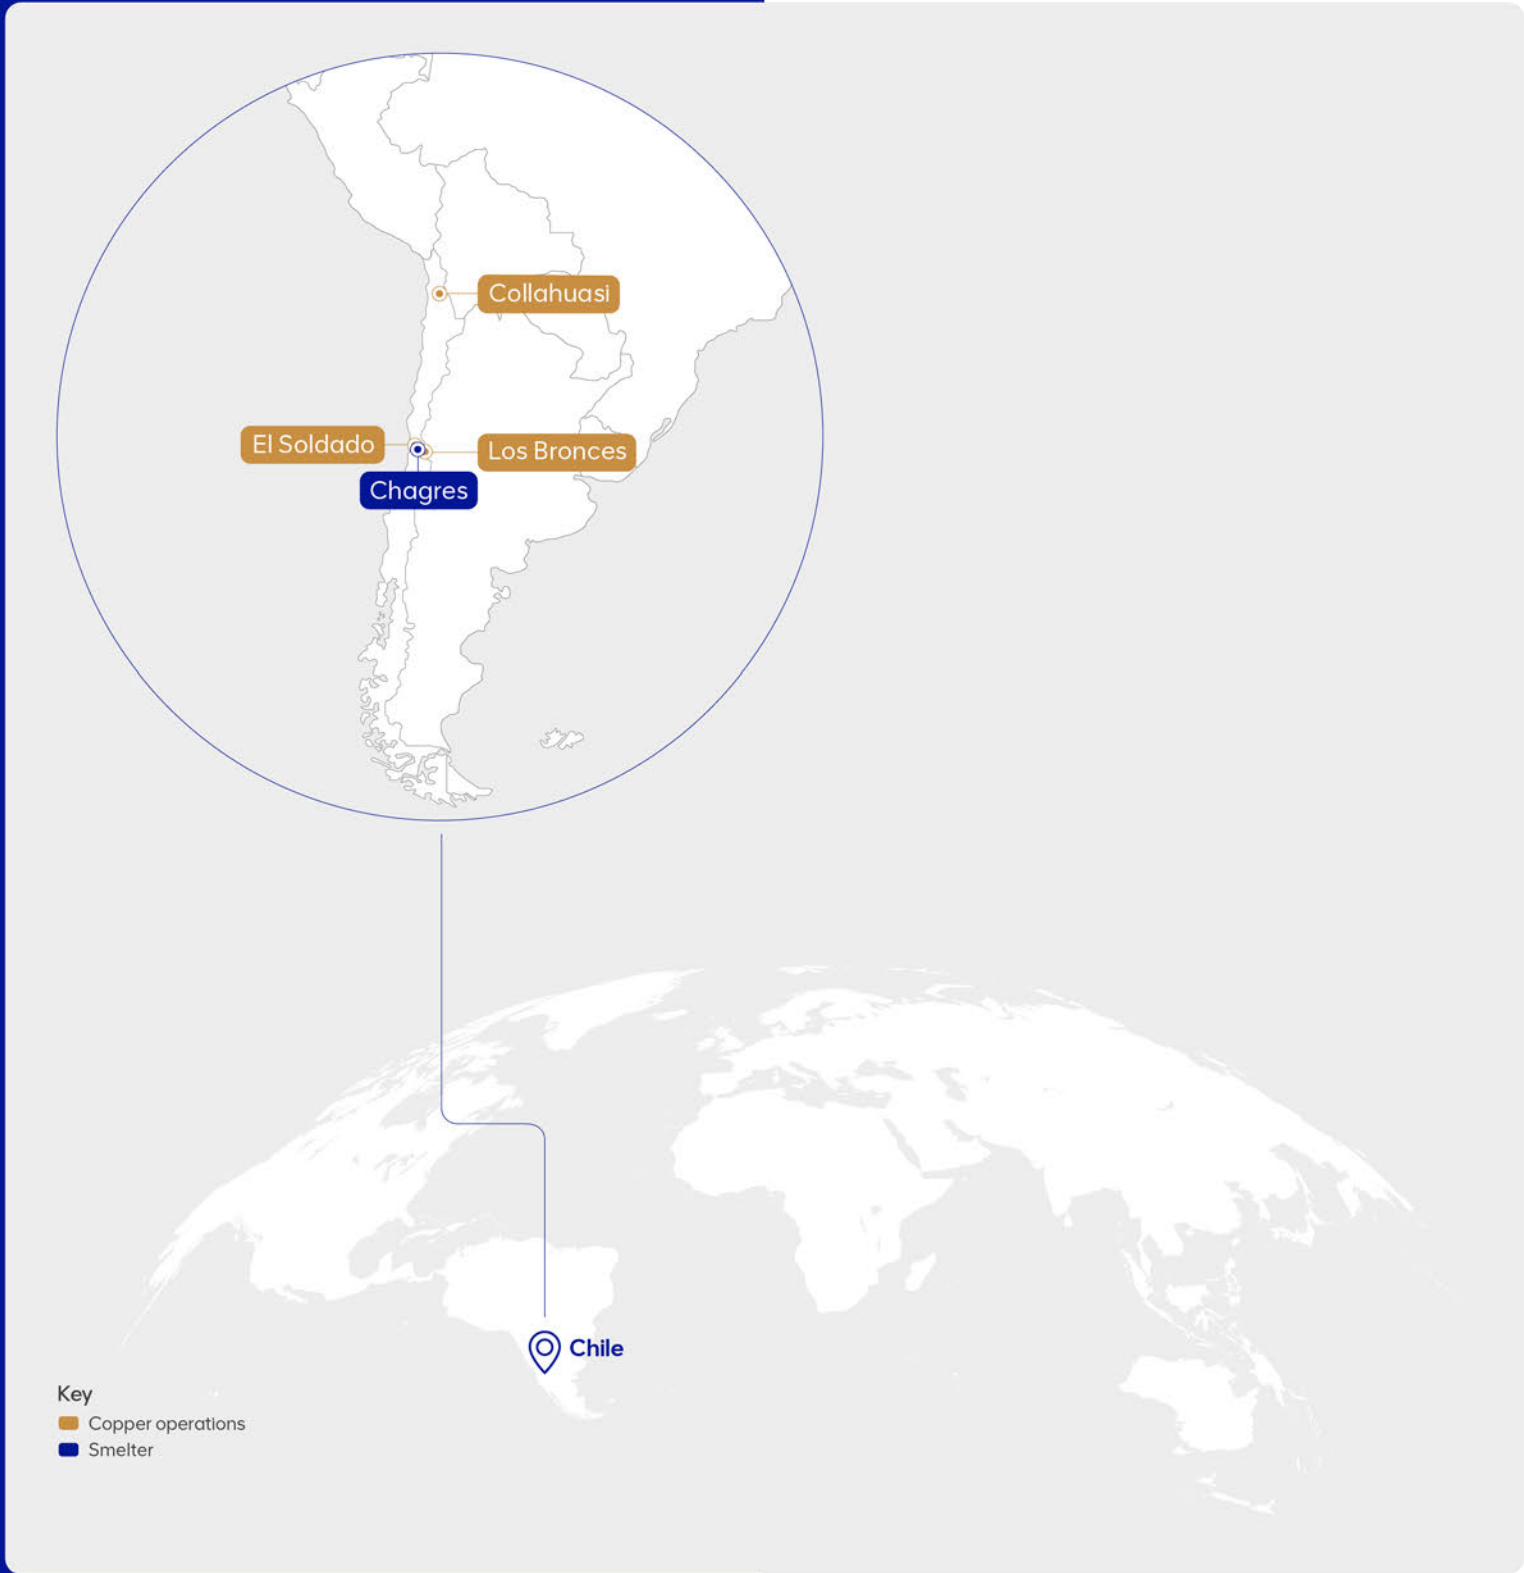 Collahuasi
El Soldado
Los Bronces
Chagres
Chile
Key
Copper operations
Smelter